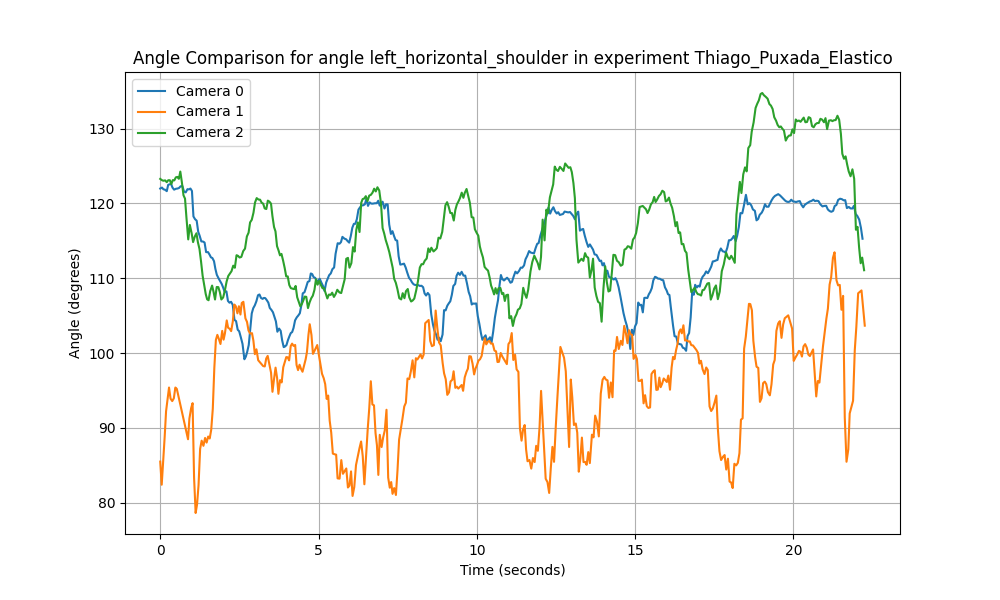 Angle Comparison for angle left_horizontal_shoulder in experiment Thiago_Puxada_Elastico
Camera 0
Camera 1
Camera 2
Angle (degrees)
130
120
110
100
90
80
0 5 10 15 20
Time (seconds)